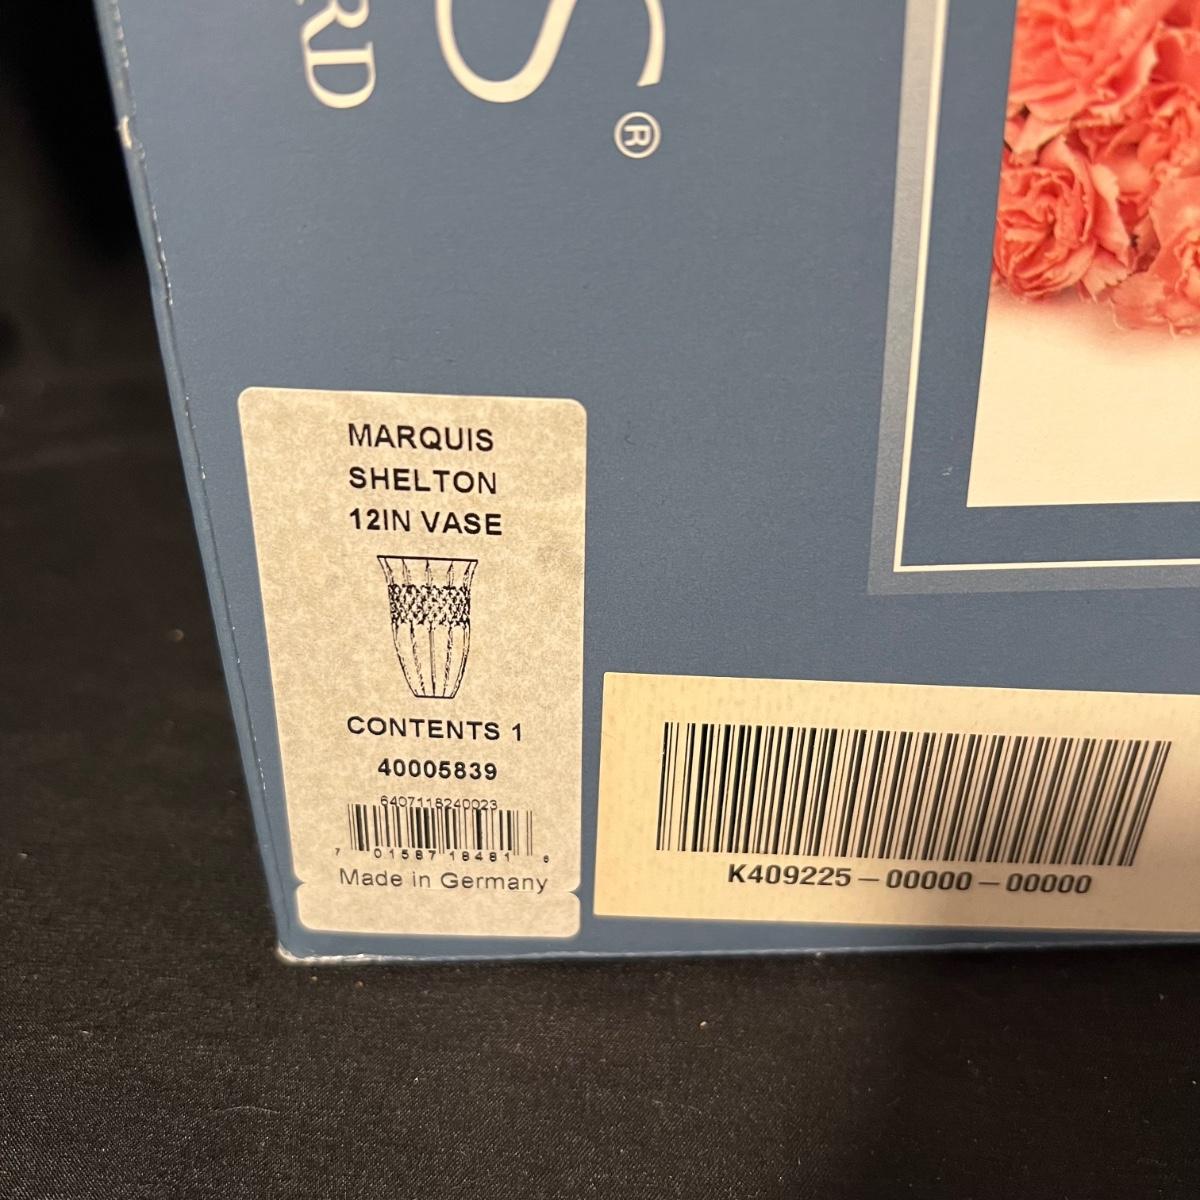 RD
S®
MARQUIS
SHELTON
12IN VASE
CONTENTS 1
40005839
6407118240023
7 01587 18481 6
Made in Germany
K409225-00000-00000